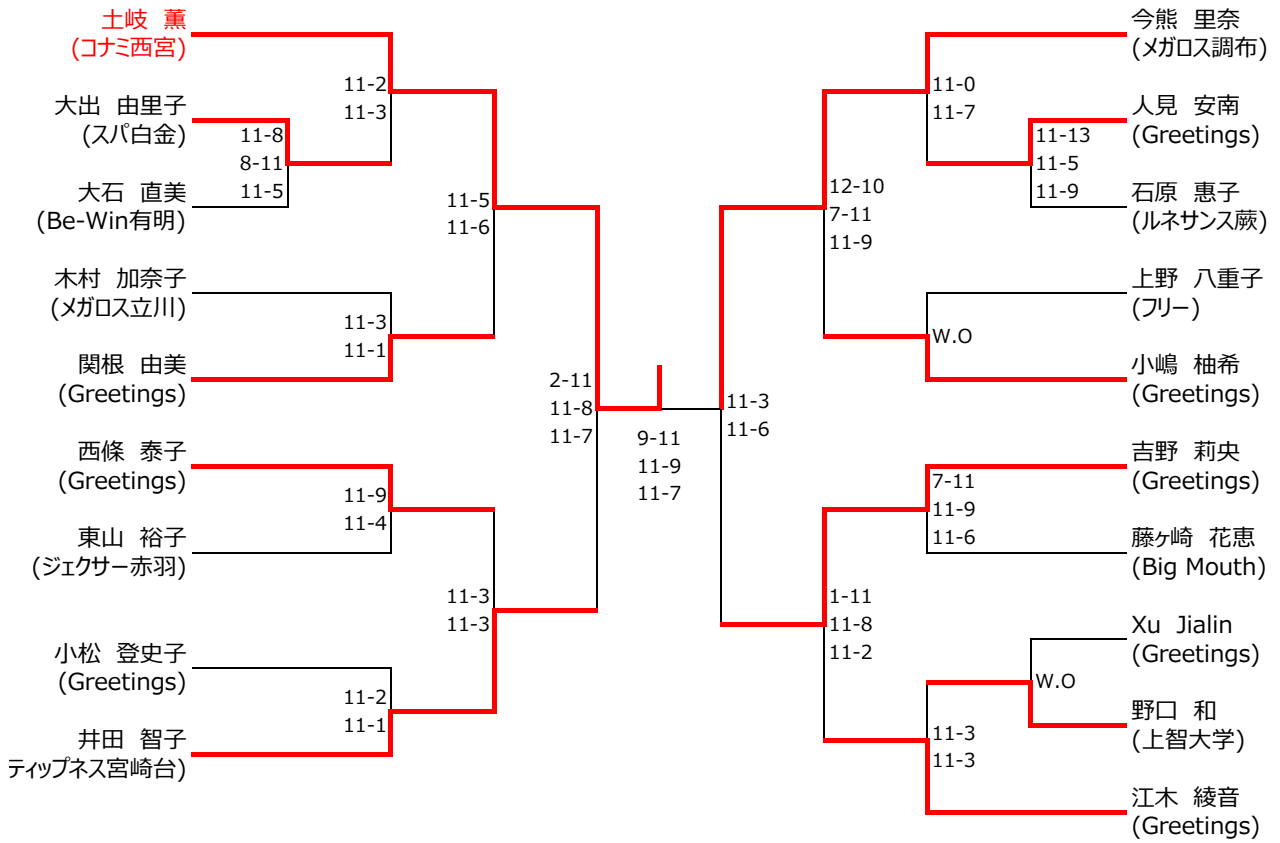 土岐 薫
(コナミ西宮)
11-2
11-3
大出 由里子
(スパ白金)
11-8
8-11
11-5
大石 直美
(Be-Win有明)
11-5
11-6
木村 加奈子
(メガロス立川)
11-3
11-1
関根 由美
(Greetings)
2-11
11-8
11-7
西條 泰子
(Greetings)
11-9
11-4
東山 裕子
(ジェクサー赤羽)
11-3
11-3
小松 登史子
(Greetings)
11-2
11-1
井田 智子
ティップネス宮崎台)
9-11
11-9
11-7
今熊 里奈
(メガロス調布)
11-0
11-7
人見 安南
(Greetings)
11-13
11-5
11-9
石原 惠子
(ルネサンス蕨)
12-10
7-11
11-9
上野 八重子
(フリー)
W.O
小嶋 柚希
(Greetings)
11-3
11-6
吉野 莉央
(Greetings)
7-11
11-9
11-6
藤ヶ崎 花恵
(Big Mouth)
1-11
11-8
11-2
Xu Jialin
(Greetings)
W.O
野口 和
(上智大学)
11-3
11-3
江木 綾音
(Greetings)